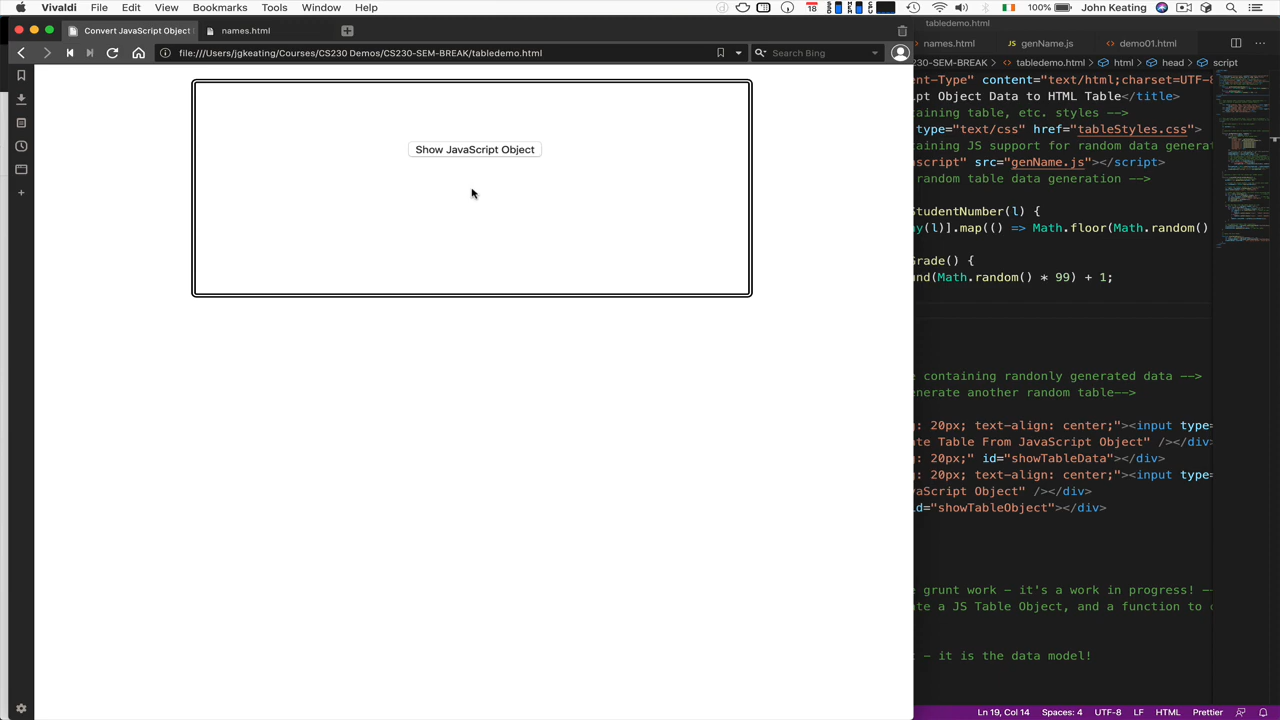 Vivaldi File Edit View Bookmarks Tools Window Help
18 100% John Keating
Convert JavaScript Object names.html
file:///Users/jgkeating/Courses/CS230 Demos/CS230-SEM-BREAK/tabledemo.html
Search Bing
Show JavaScript Object
tabledemo.html
names.html JS genName.js demo01.html
230-SEM-BREAK > tabledemo.html > html > head > script
ent-Type" content="text/html;charset=UTF-8
pt Object Data to HTML Table</title>
aining table, etc. styles -->
type="text/css" href="tableStyles.css">
aining JS support for random data generat
ascript" src="genName.js"></script>
random table data generation -->
StudentNumber(l) {
ay(l)].map(() => Math.floor(Math.random()
Grade() {
und(Math.random() * 99) + 1;
e containing randonly generated data -->
enerate another random table-->
g: 20px; text-align: center;"><input type=
te Table From JavaScript Object" /></div>
g: 20px;" id="showTableData"></div>
g: 20px; text-align: center;"><input type=
vaScript Object" /></div>
id="showTableObject"></div>
grunt work - it's a work in progress! --
te a JS Table Object, and a function to
t - it is the data model!
Ln 19, Col 14 Spaces: 4 UTF-8 LF HTML Prettier